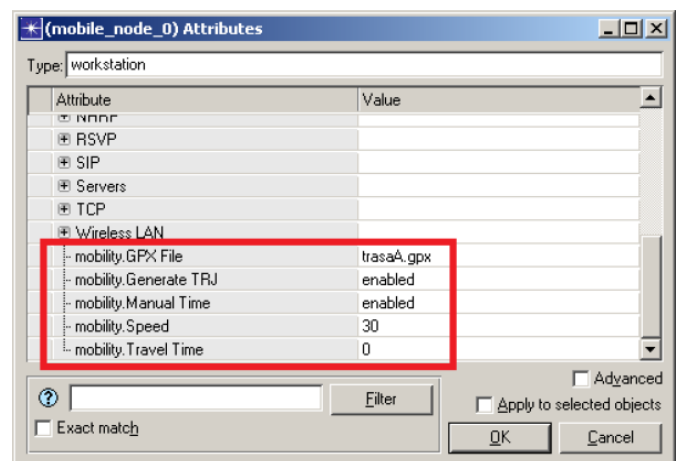 (mobile_node_0) Attributes
Type: workstation
Attribute Value
NHRP
RSVP
SIP
Servers
TCP
Wireless LAN
mobility.GPX File trasaA.gpx
mobility.Generate TRJ enabled
mobility.Manual Time enabled
mobility.Speed 30
mobility.Travel Time 0
Advanced
Filter Apply to selected objects
Exact match OK Cancel